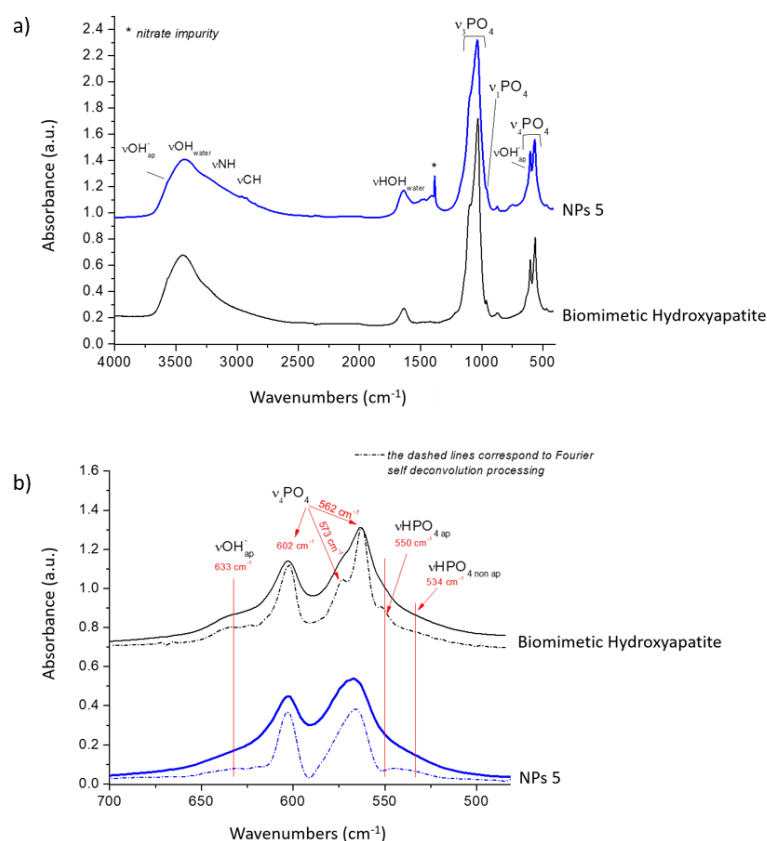 a)
* nitrate impurity
ν₃PO₄
ν₁PO₄
ν₄PO₄
νOH⁻ap
νOHwater
νNH
νCH
νHOHwater
*
νOH⁻ap
NPs 5
Biomimetic Hydroxyapatite
2.4
2.2
2.0
1.8
1.6
1.4
1.2
1.0
0.8
0.6
0.4
0.2
0.0
Absorbance (a.u.)
4000 3500 3000 2500 2000 1500 1000 500
Wavenumbers (cm⁻¹)
b)
the dashed lines correspond to Fourier
self deconvolution processing
ν₄PO₄
562 cm⁻¹
573 cm⁻¹
602 cm⁻¹
νOH⁻ap
633 cm⁻¹
νHPO₄ ap
550 cm⁻¹
νHPO₄ non ap
534 cm⁻¹
Biomimetic Hydroxyapatite
NPs 5
1.6
1.4
1.2
1.0
0.8
0.6
0.4
0.2
0.0
Absorbance (a.u.)
700 650 600 550 500
Wavenumbers (cm⁻¹)